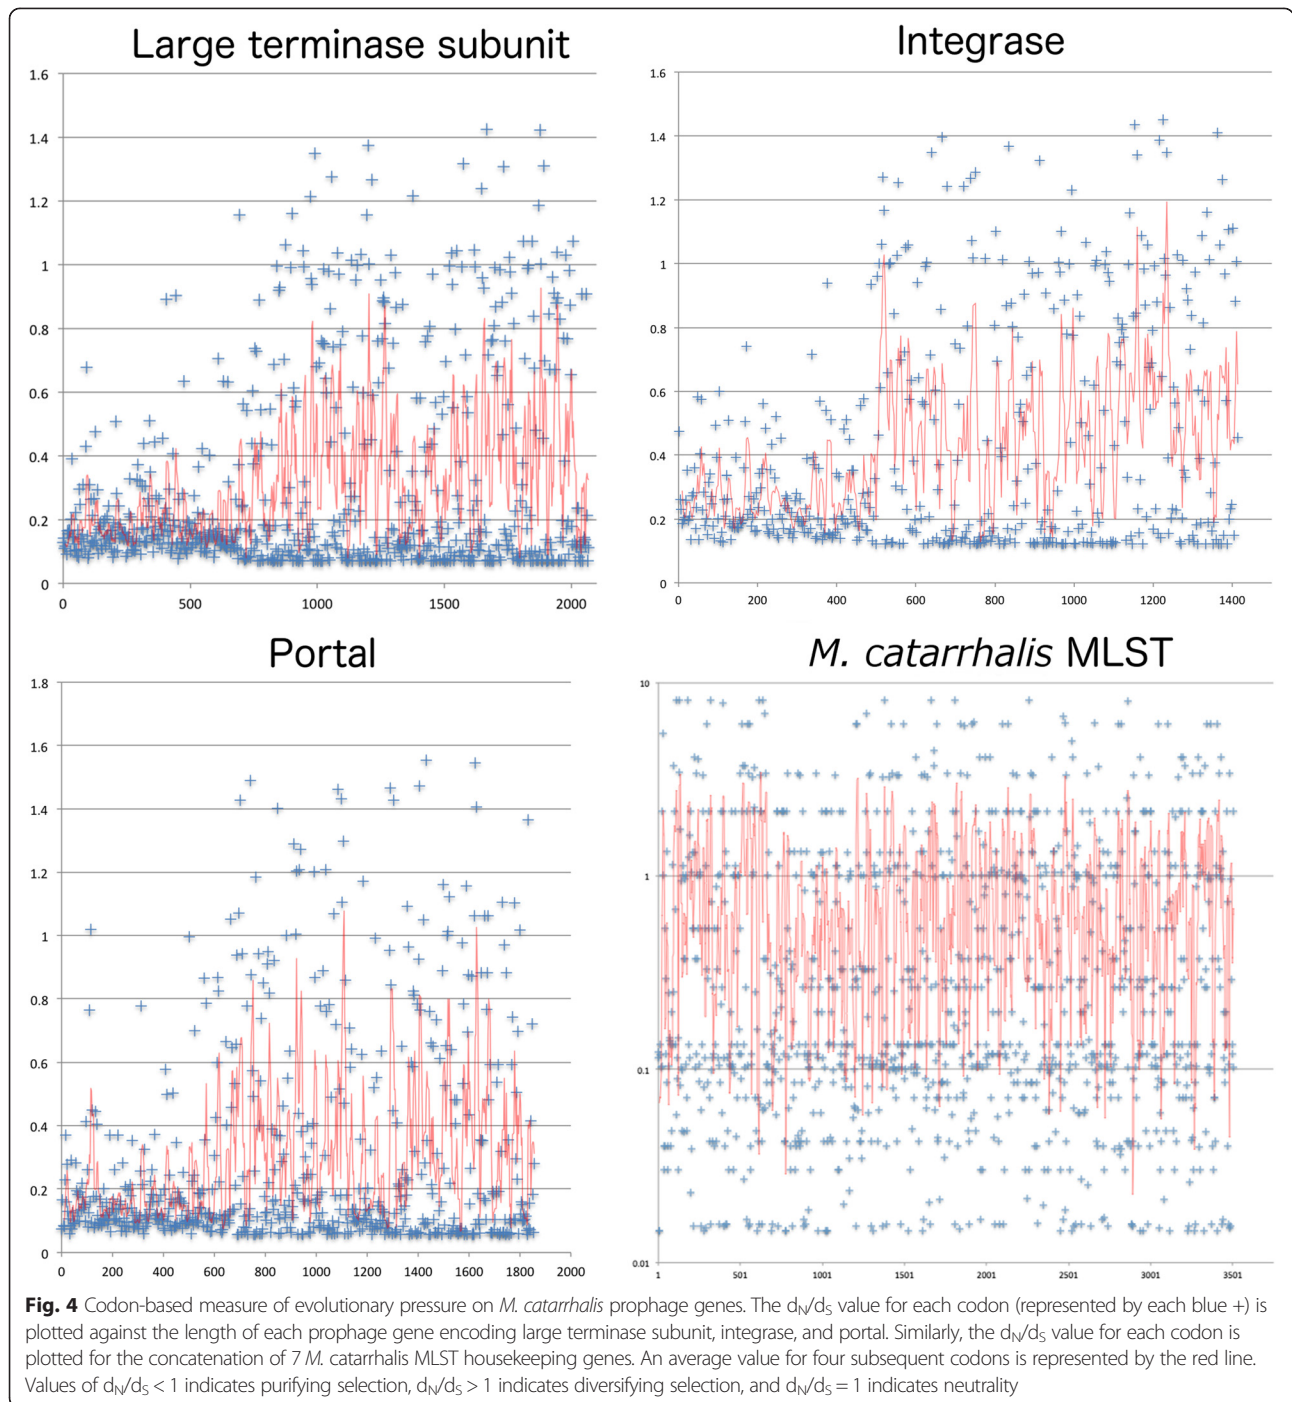 Large terminase subunit
1.6
1.4
1.2
1
0.8
0.6
0.4
0.2
0
0 500 1000 1500 2000
Integrase
1.6
1.4
1.2
1
0.8
0.6
0.4
0.2
0
0 200 400 600 800 1000 1200 1400
Portal
1.8
1.6
1.4
1.2
1
0.8
0.6
0.4
0.2
0
0 200 400 600 800 1000 1200 1400 1600 1800 2000
M. catarrhalis MLST
10
1
0.1
0.01
1 501 1001 1501 2001 2501 3001 3501
Fig. 4 Codon-based measure of evolutionary pressure on M. catarrhalis prophage genes. The dN/dS value for each codon (represented by each blue +) is
plotted against the length of each prophage gene encoding large terminase subunit, integrase, and portal. Similarly, the dN/dS value for each codon is
plotted for the concatenation of 7 M. catarrhalis MLST housekeeping genes. An average value for four subsequent codons is represented by the red line.
Values of dN/dS < 1 indicates purifying selection, dN/dS > 1 indicates diversifying selection, and dN/dS = 1 indicates neutrality